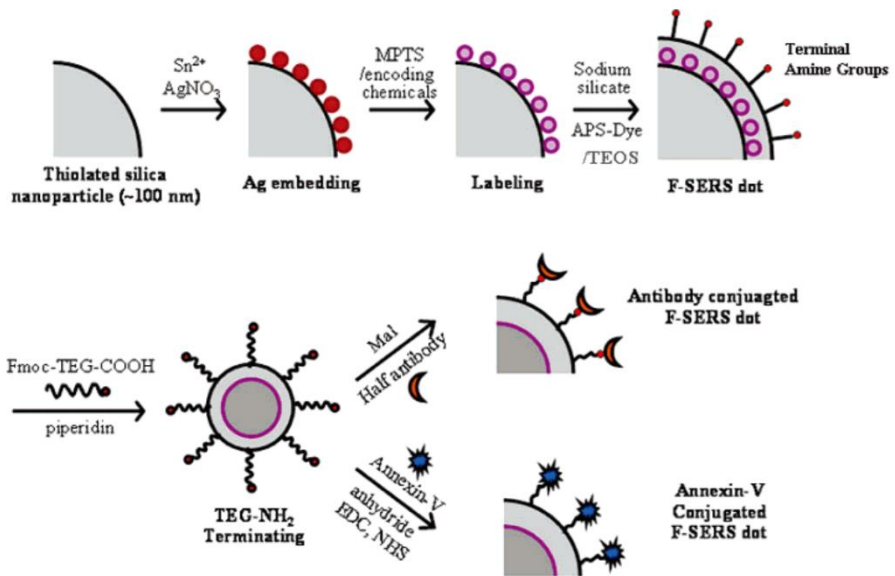 Sn²⁺
AgNO₃
MPTS
/encoding
chemicals
Sodium
silicate
APS-Dye
/TEOS
Terminal
Amine Groups
Thiolated silica
nanoparticle (~100 nm)
Ag embedding
Labeling
F-SERS dot
Fmoc-TEG-COOH
piperidin
TEG-NH₂
Terminating
Mal
Half antibody
Antibody conjuagted
F-SERS dot
Annexin-V
anhydride
EDC, NHS
Annexin-V
Conjugated
F-SERS dot